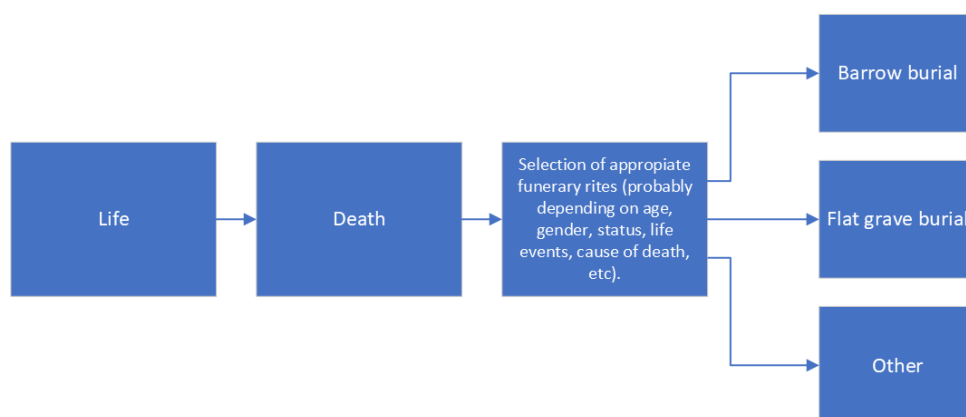 Life
Death
Selection of appropiate
funerary rites (probably
depending on age,
gender, status, life
events, cause of death,
etc).
Barrow burial
Flat grave burial
Other